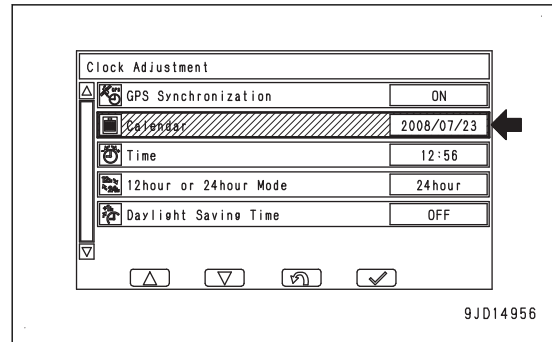 Clock Adjustment
GPS Synchronization ON
Calendar 2008/07/23
Time 12:56
12hour or 24hour Mode 24hour
Daylight Saving Time OFF
9JD14956